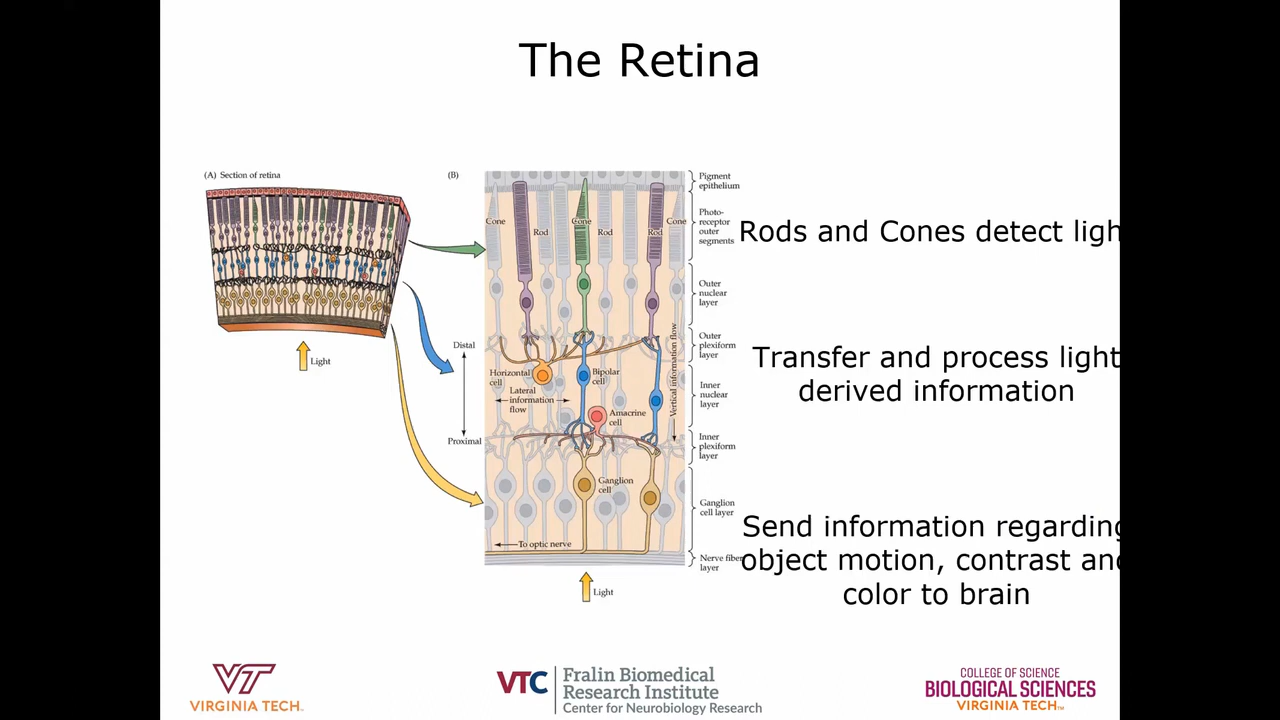 The Retina
(A) Section of retina
Light
(B)
Distal
Proximal
Cone
Rod
Cone
Rod
Rod
Cone
Horizontal
cell
Bipolar
cell
Lateral
information
flow
Amacrine
cell
Vertical information flow
Ganglion
cell
To optic nerve
Light
Pigment
epithelium
Photo-
receptor
outer
segments
Outer
nuclear
layer
Outer
plexiform
layer
Inner
nuclear
layer
Inner
plexiform
layer
Ganglion
cell layer
Nerve fiber
layer
Rods and Cones detect ligh
Transfer and process light
derived information
Send information regarding
object motion, contrast and
color to brain
VT
VIRGINIA TECH.
VTC
Fralin Biomedical
Research Institute
Center for Neurobiology Research
COLLEGE OF SCIENCE
BIOLOGICAL SCIENCES
VIRGINIA TECH